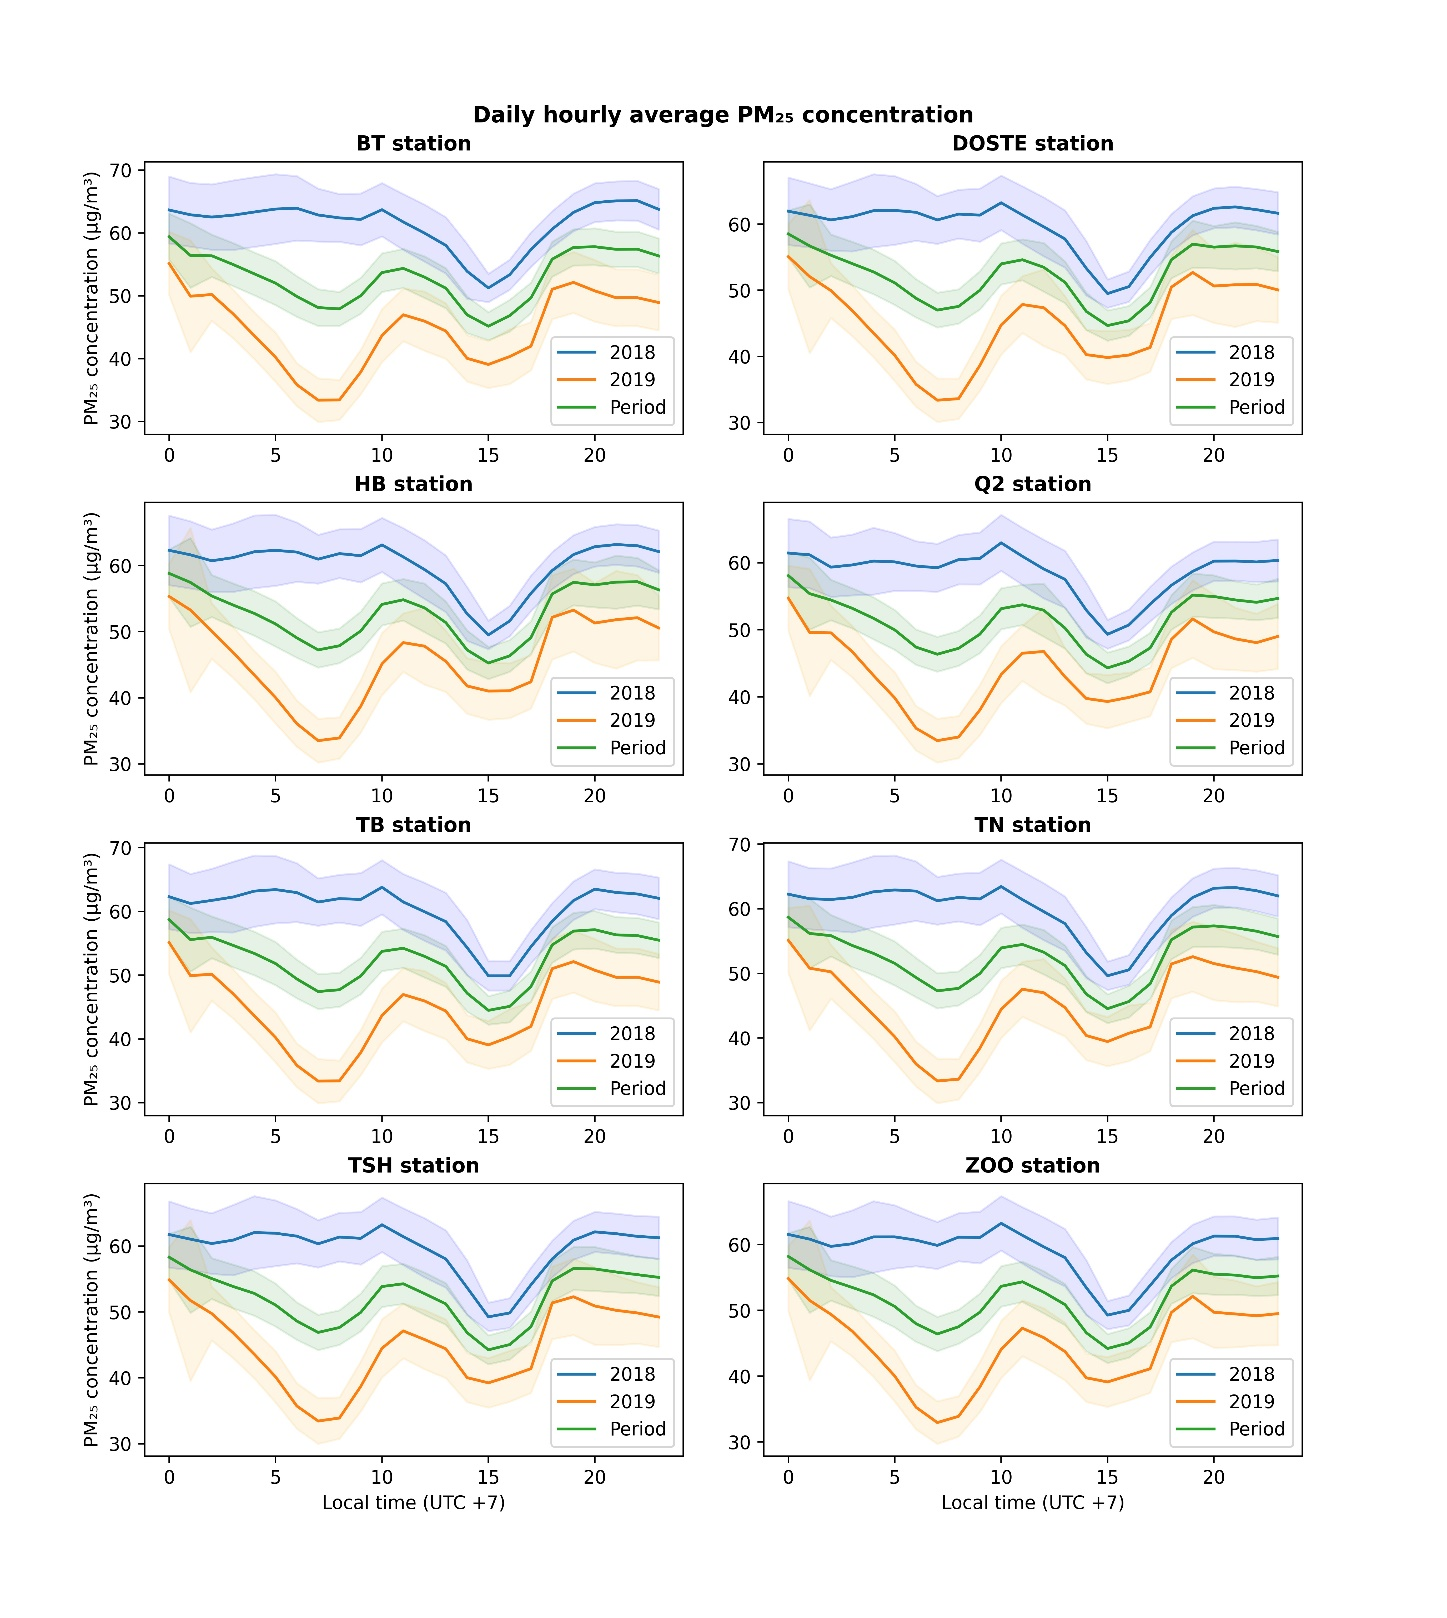 Daily hourly average PM₂₅ concentration
BT station
PM₂₅ concentration (µg/m³)
70
60
50
40
30
0 5 10 15 20
2018
2019
Period
DOSTE station
60
50
40
30
0 5 10 15 20
2018
2019
Period
HB station
PM₂₅ concentration (µg/m³)
60
50
40
30
0 5 10 15 20
2018
2019
Period
Q2 station
60
50
40
30
0 5 10 15 20
2018
2019
Period
TB station
PM₂₅ concentration (µg/m³)
70
60
50
40
30
0 5 10 15 20
2018
2019
Period
TN station
70
60
50
40
30
0 5 10 15 20
2018
2019
Period
TSH station
PM₂₅ concentration (µg/m³)
60
50
40
30
0 5 10 15 20
Local time (UTC +7)
2018
2019
Period
ZOO station
60
50
40
30
0 5 10 15 20
Local time (UTC +7)
2018
2019
Period